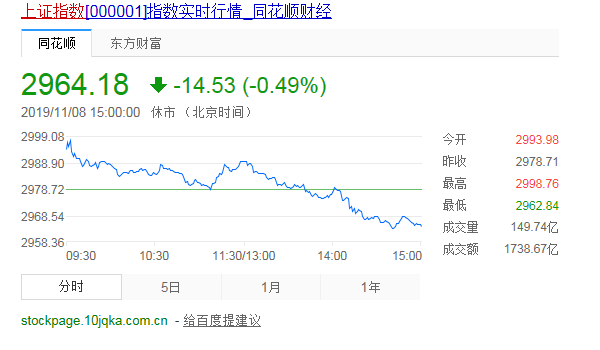 上证指数[000001]指数实时行情_同花顺财经
同花顺 东方财富
2964.18 -14.53 (-0.49%)
2019/11/08 15:00:00 休市 （北京时间）
2999.08
2988.90
2978.72
2968.54
2958.36
09:30 10:30 11:30/13:00 14:00 15:00
今开 2993.98
昨收 2978.71
最高 2998.76
最低 2962.84
成交量 149.74亿
成交额 1738.67亿
分时 5日 1月 1年
stockpage.10jqka.com.cn - 给百度提建议